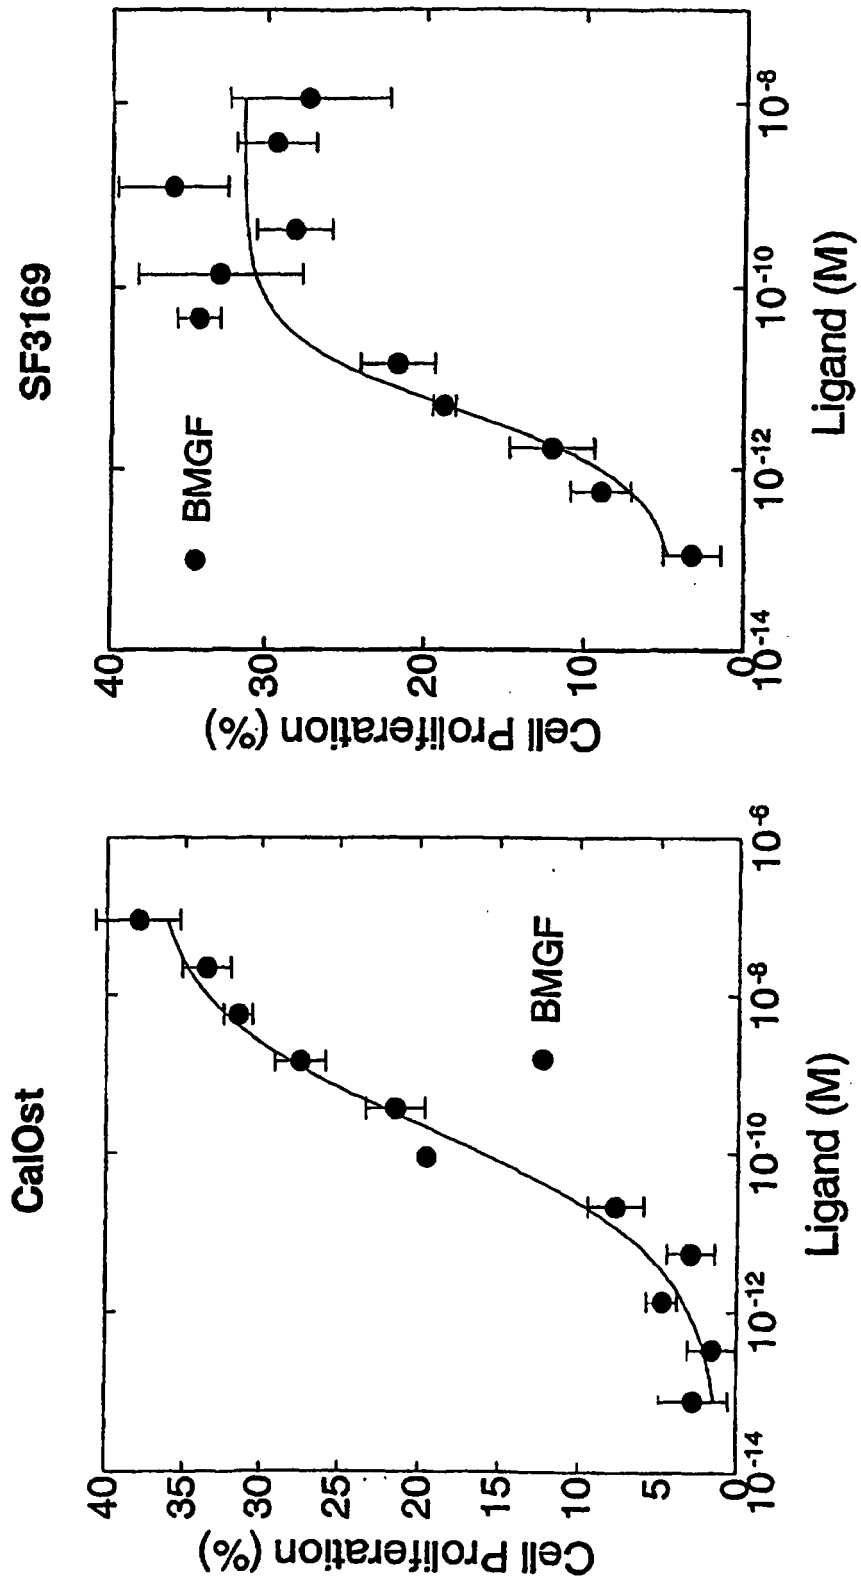 CalOst
Cell Proliferation (%)
40
35
30
25
20
15
10
5
0
BMGF
10-14
10-12
10-10
10-8
10-6
Ligand (M)
SF3169
Cell Proliferation (%)
40
30
20
10
0
BMGF
10-14
10-12
10-10
10-8
Ligand (M)